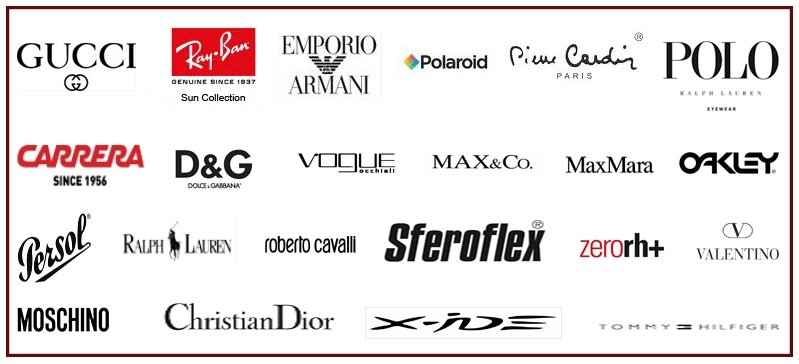 GUCCI
Ray-Ban
GENUINE SINCE 1937
Sun Collection
EMPORIO
ARMANI
Polaroid
Pierre Cardin ®
PARIS
POLO
RALPH LAUREN
EYEWEAR
CARRERA
SINCE 1956
D&G
DOLCE & GABBANA
VOGUE
occhiali
MAX&Co.
MaxMara
OAKLEY
Persol®
RALPH LAUREN
roberto cavalli
Sferoflex®
zerorh+
V
VALENTINO
MOSCHINO
Christian Dior
X-IDE
TOMMY HILFIGER